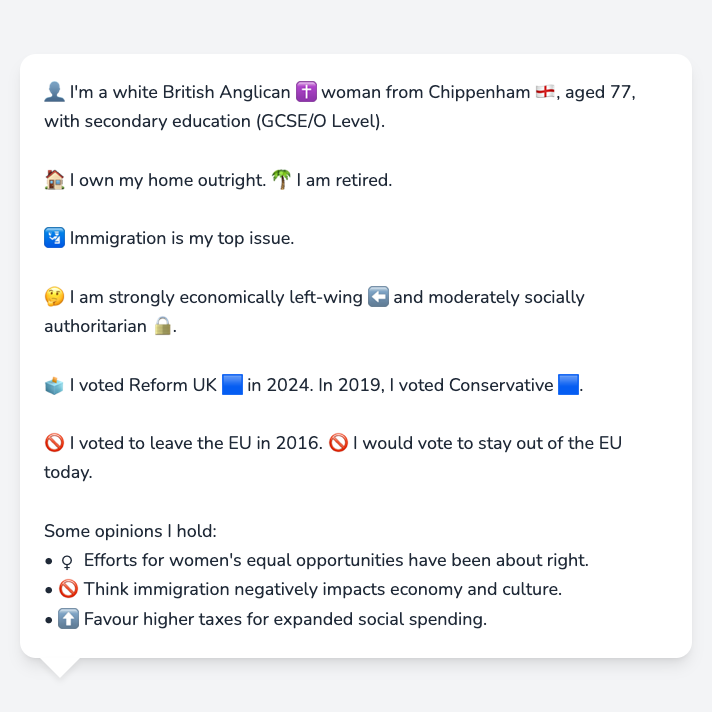 👤 I'm a white British Anglican ✝️ woman from Chippenham 🏴󠁧󠁢󠁥󠁮󠁧󠁿, aged 77,
with secondary education (GCSE/O Level).
🏠 I own my home outright. 🌴 I am retired.
🛂 Immigration is my top issue.
🤔 I am strongly economically left-wing ⬅️ and moderately socially
authoritarian 🔒.
🗳️ I voted Reform UK 🟦 in 2024. In 2019, I voted Conservative 🟦.
🚫 I voted to leave the EU in 2016. 🚫 I would vote to stay out of the EU
today.
Some opinions I hold:
• ♀ Efforts for women's equal opportunities have been about right.
• 🚫 Think immigration negatively impacts economy and culture.
• ⬆️ Favour higher taxes for expanded social spending.